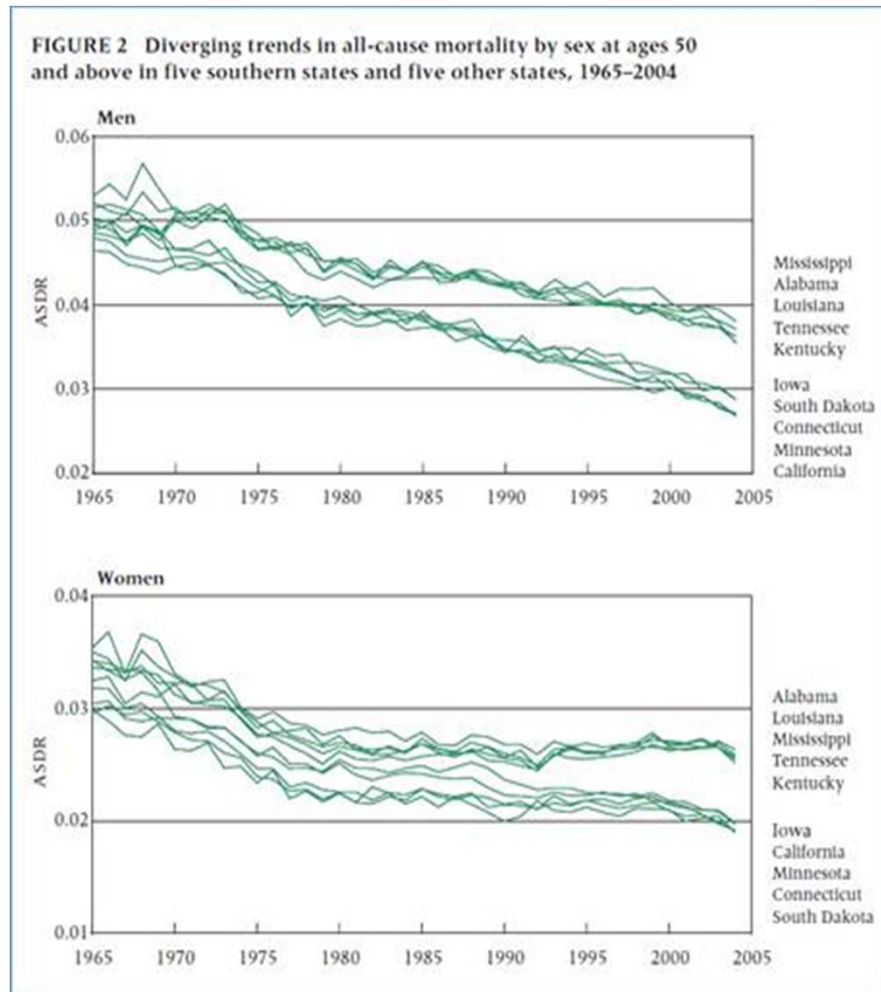 FIGURE 2 Diverging trends in all-cause mortality by sex at ages 50
and above in five southern states and five other states, 1965–2004
Men
0.06
0.05
0.04
0.03
0.02
ASDR
1965 1970 1975 1980 1985 1990 1995 2000 2005
Mississippi
Alabama
Louisiana
Tennessee
Kentucky
Iowa
South Dakota
Connecticut
Minnesota
California
Women
0.04
0.03
0.02
0.01
ASDR
1965 1970 1975 1980 1985 1990 1995 2000 2005
Alabama
Louisiana
Mississippi
Tennessee
Kentucky
Iowa
California
Minnesota
Connecticut
South Dakota